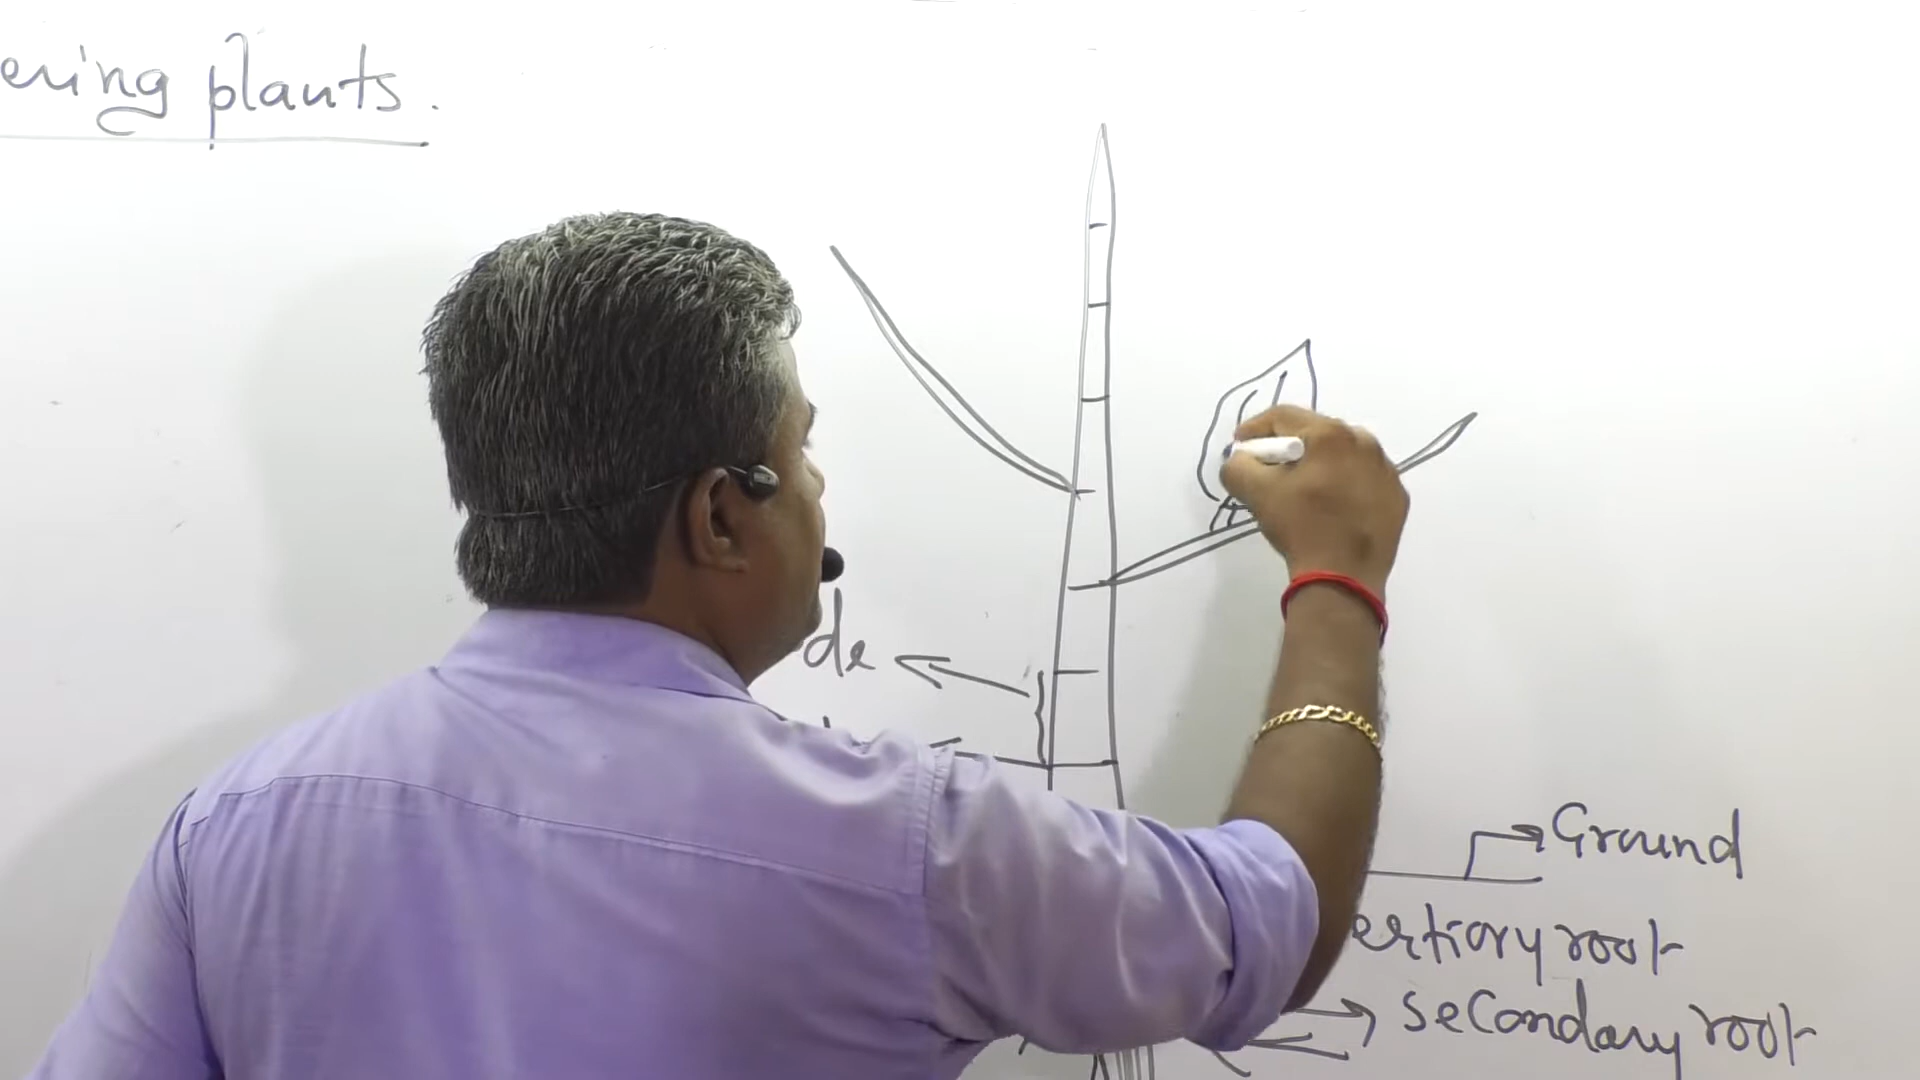 ering plants.
de
Ground
ertiary root
secondary root